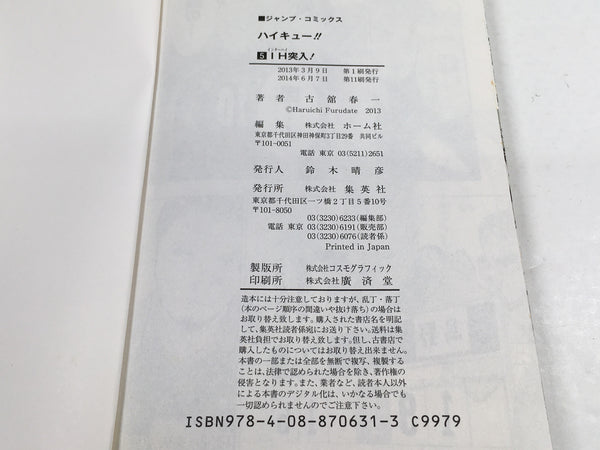 ■ジャンプ・コミックス
ハイキュー!!
インターハイ
5 IH突入!
2013年3月9日 第1刷発行
2014年6月7日 第11刷発行
著者 古舘春一
©Haruichi Furudate 2013
編集 株式会社 ホーム社
東京都千代田区神田神保町3丁目29番 共同ビル
〒101-0051
電話 東京 03(5211)2651
発行人 鈴木晴彦
発行所 株式会社 集英社
東京都千代田区一ツ橋2丁目5番10号
〒101-8050
03(3230)6233(編集部)
電話 東京 03(3230)6191(販売部)
03(3230)6076(読者係)
Printed in Japan
製版所 株式会社コスモグラフィック
印刷所 株式会社 廣済堂
造本には十分注意しておりますが、乱丁・落丁
(本のページ順序の間違いや抜け落ち)の場合は
お取り替え致します。購入された書店名を明記
して、集英社読者係宛にお送り下さい。送料は集
英社負担でお取り替え致します。但し、古書店で
購入したものについてはお取り替え出来ません。
本書の一部または全部を無断で複写、複製する
ことは、法律で認められた場合を除き、著作権の
侵害となります。また、業者など、読者本人以外
による本書のデジタル化は、いかなる場合でも
一切認められませんのでご注意下さい。
ISBN978-4-08-870631-3 C9979